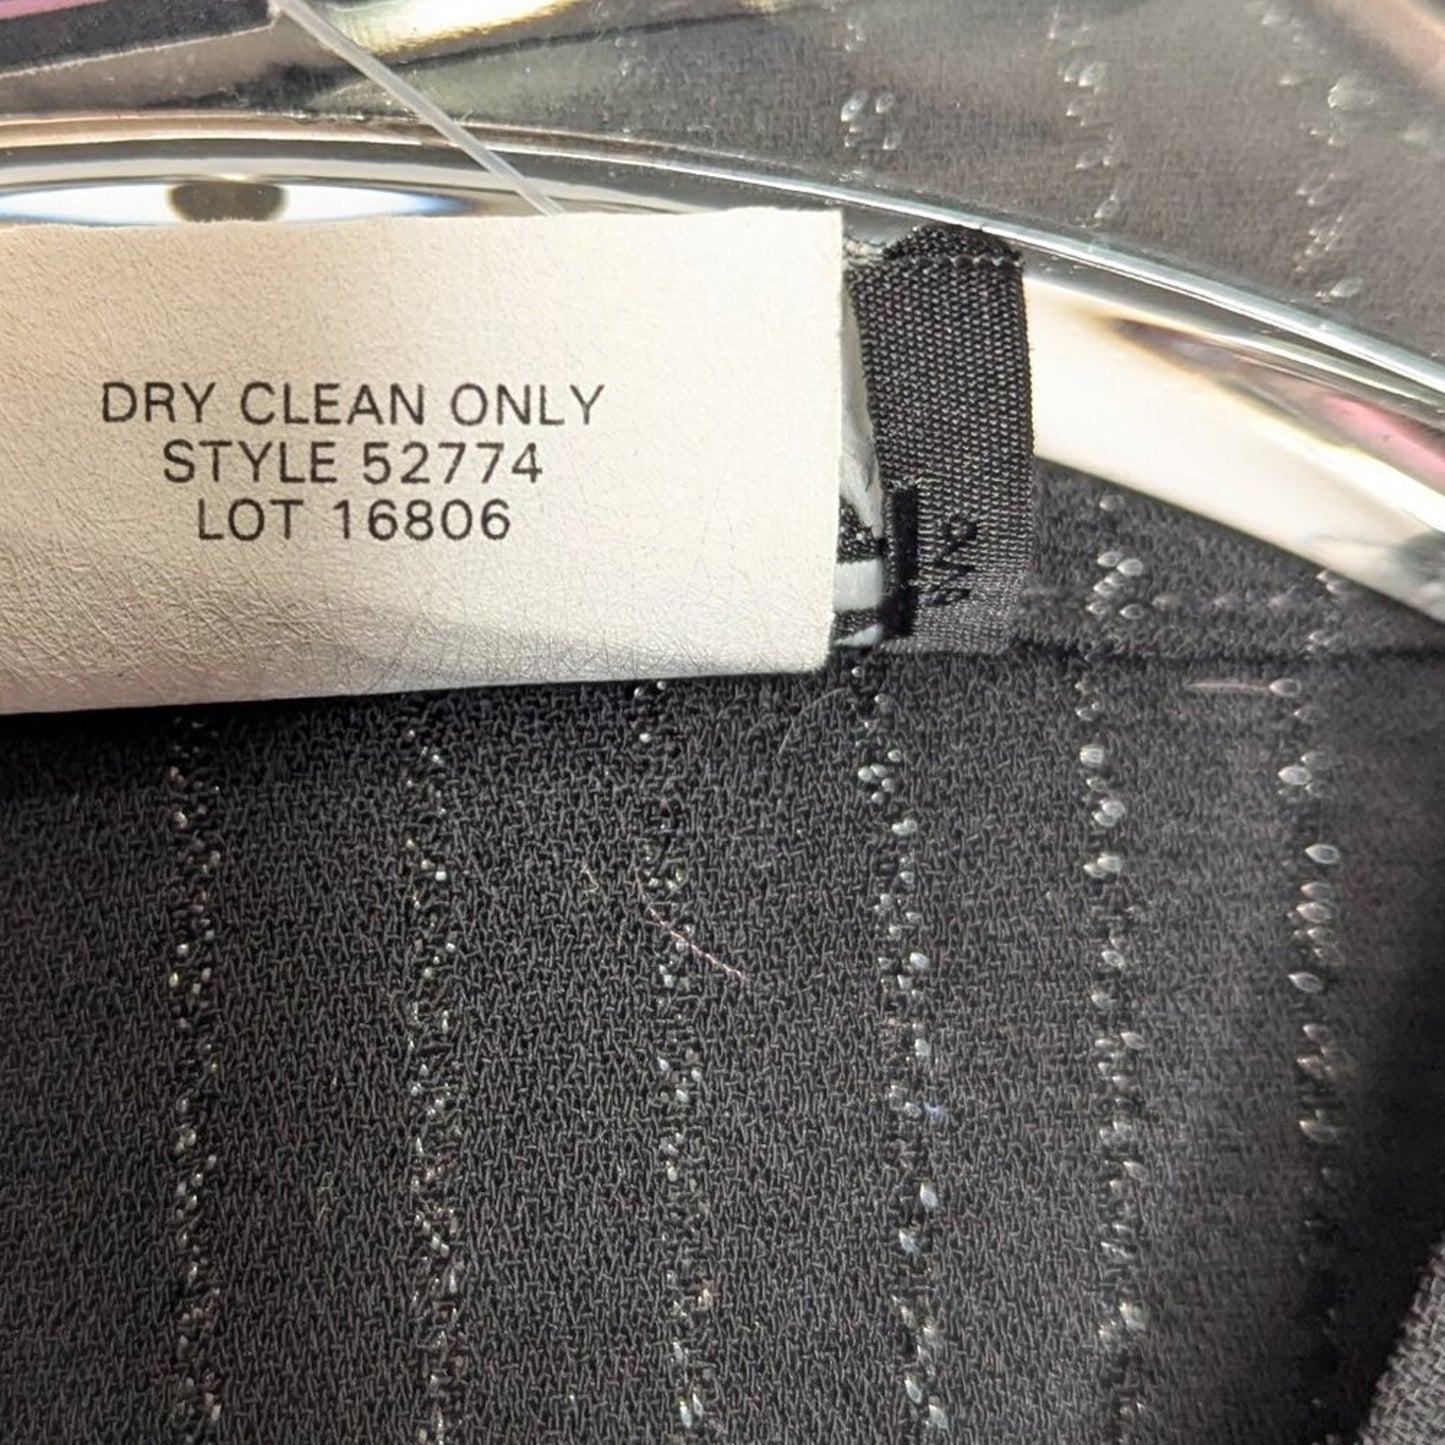 DRY CLEAN ONLY
STYLE 52774
LOT 16806